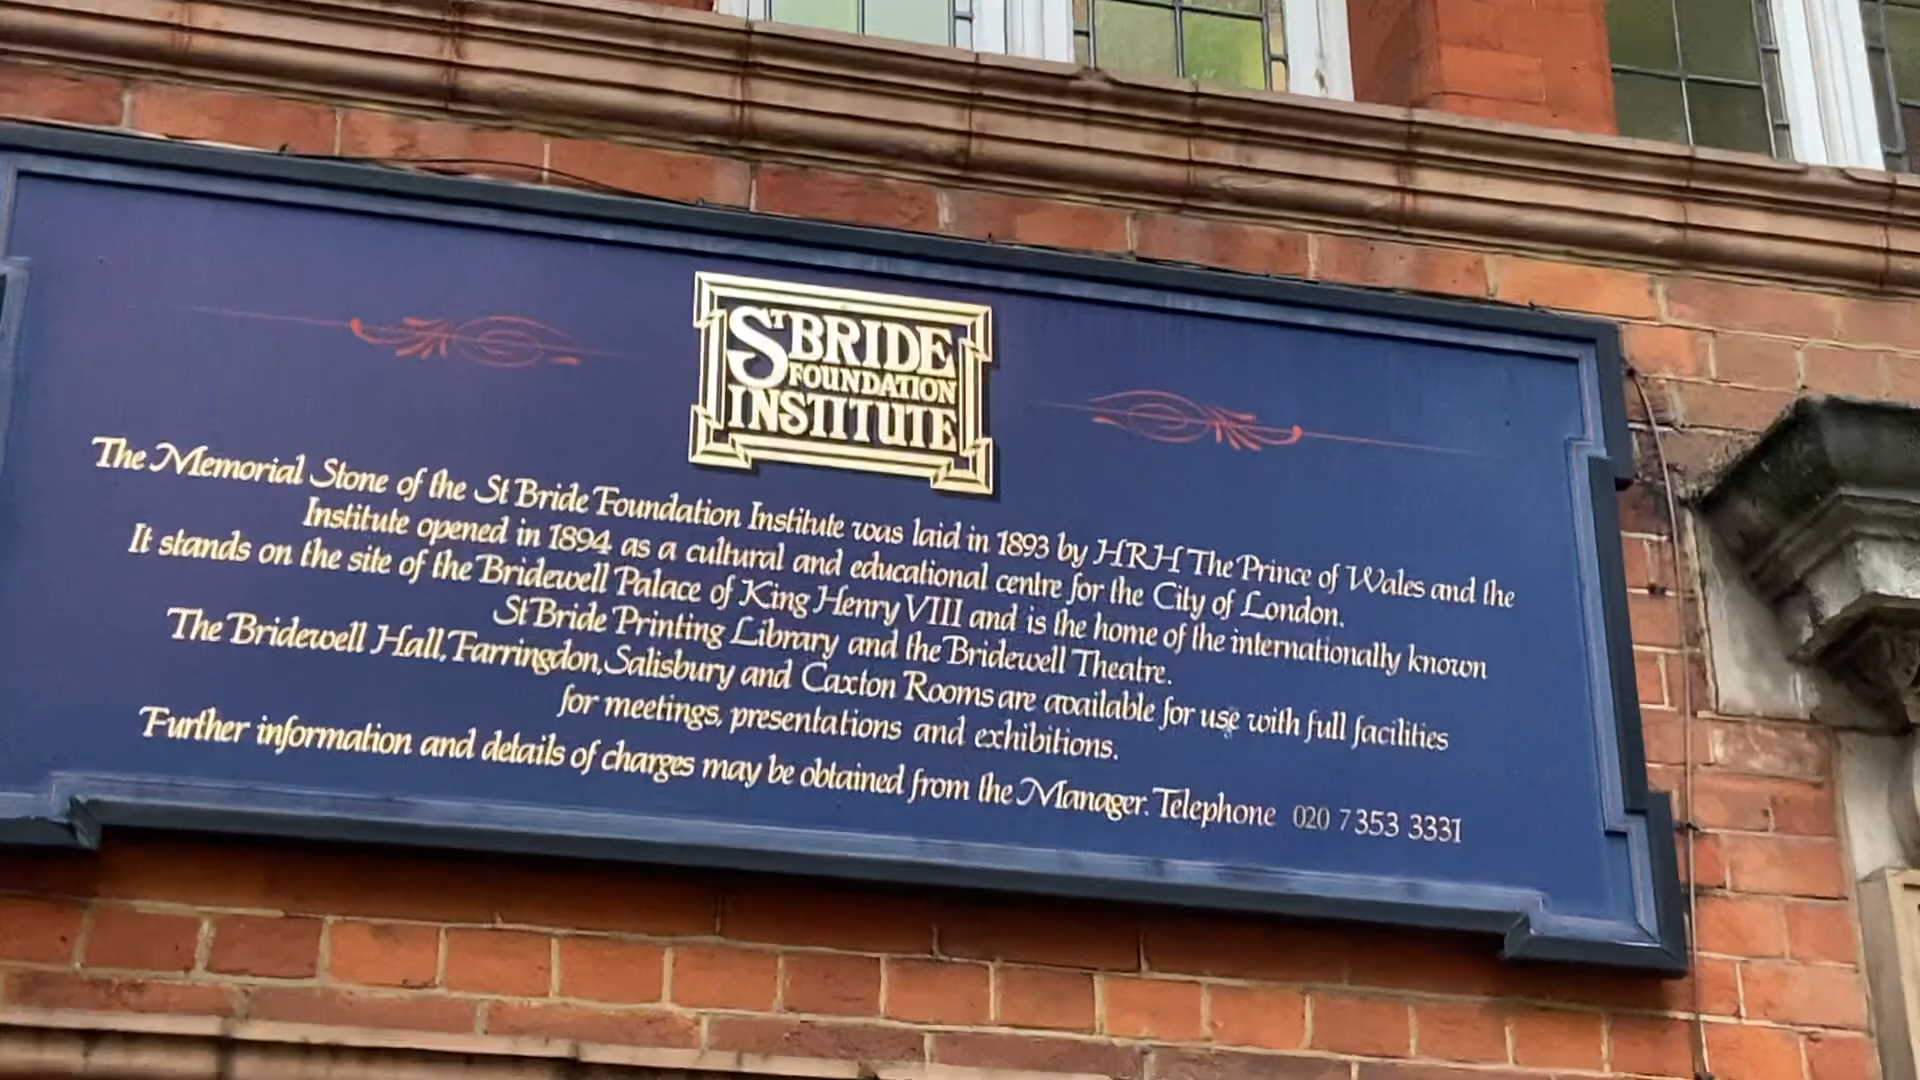 St BRIDE
FOUNDATION
INSTITUTE
The Memorial Stone of the St Bride Foundation Institute was laid in 1893 by HRH The Prince of Wales and the
Institute opened in 1894 as a cultural and educational centre for the City of London.
It stands on the site of the Bridewell Palace of King Henry VIII and is the home of the internationally known
St Bride Printing Library and the Bridewell Theatre.
The Bridewell Hall, Farringdon, Salisbury and Caxton Rooms are available for use with full facilities
for meetings, presentations and exhibitions.
Further information and details of charges may be obtained from the Manager. Telephone 020 7353 3331